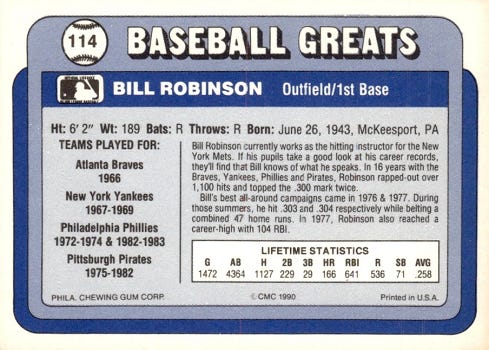 114
BASEBALL GREATS
BILL ROBINSON
Outfield/1st Base
Ht: 6' 2" Wt: 189 Bats: R Throws: R Born: June 26, 1943, McKeesport, PA
TEAMS PLAYED FOR:
Atlanta Braves
1966
New York Yankees
1967-1969
Philadelphia Phillies
1972-1974 & 1982-1983
Pittsburgh Pirates
1975-1982
Bill Robinson currently works as the hitting instructor for the
New York Mets. If his pupils take a good look at his career records,
they'll find that Bill knows of what he speaks. In 16 years with the
Braves, Yankees, Phillies and Pirates, Robinson rapped-out over
1,100 hits and topped the .300 mark twice.
Bill's best all-around campaigns came in 1976 & 1977. During
those summers, he hit .303 and .304 respectively while belting a
combined 47 home runs. In 1977, Robinson also reached a
career-high with 104 RBI.
LIFETIME STATISTICS
G AB H 2B 3B HR RBI R SB AVG
1472 4364 1127 229 29 166 641 536 71 .258
PHILA. CHEWING GUM CORP.
© CMC 1990
Printed in U.S.A.